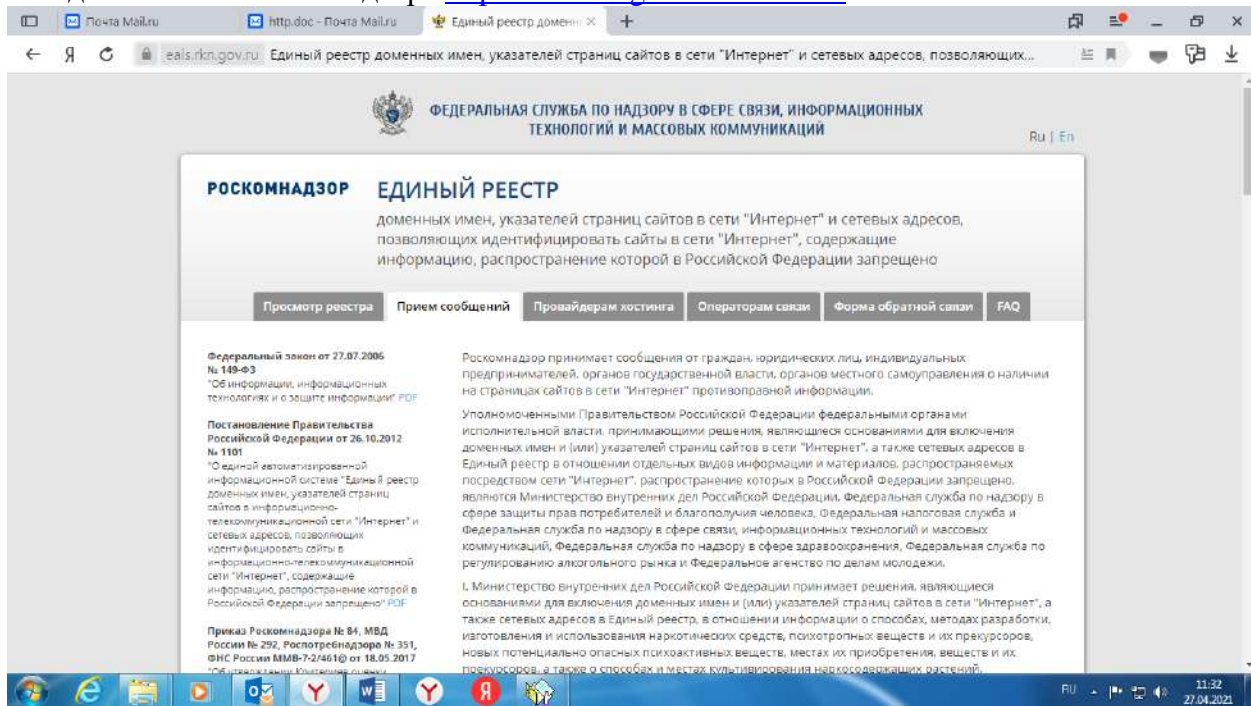 Почта Mail.ru
http.doc - Почта Mail.ru
Единый реестр доменн
eais.rkn.gov.ru Единый реестр доменных имен, указателей страниц сайтов в сети "Интернет" и сетевых адресов, позволяющих...
ФЕДЕРАЛЬНАЯ СЛУЖБА ПО НАДЗОРУ В СФЕРЕ СВЯЗИ, ИНФОРМАЦИОННЫХ
ТЕХНОЛОГИЙ И МАССОВЫХ КОММУНИКАЦИЙ
Ru | En
РОСКОМНАДЗОР
ЕДИНЫЙ РЕЕСТР
доменных имен, указателей страниц сайтов в сети "Интернет" и сетевых адресов,
позволяющих идентифицировать сайты в сети "Интернет", содержащие
информацию, распространение которой в Российской Федерации запрещено
Просмотр реестра
Прием сообщений
Провайдерам хостинга
Операторам связи
Форма обратной связи
FAQ
Федеральный закон от 27.07.2006
№ 149-ФЗ
"Об информации, информационных
технологиях и о защите информации" PDF
Постановление Правительства
Российской Федерации от 26.10.2012
№ 1101
"О единой автоматизированной
информационной системе "Единый реестр
доменных имен, указателей страниц
сайтов в информационно-
телекоммуникационной сети "Интернет" и
сетевых адресов, позволяющих
идентифицировать сайты в
информационно-телекоммуникационной
сети "Интернет", содержащие
информацию, распространение которой в
Российской Федерации запрещено" PDF
Приказ Роскомнадзора № 84, МВД
России № 292, Роспотребнадзора № 351,
ФНС России ММВ-7-2/461@ от 18.05.2017
"Об утверждении Критериев оценки
Роскомнадзор принимает сообщения от граждан, юридических лиц, индивидуальных
предпринимателей, органов государственной власти, органов местного самоуправления о наличии
на страницах сайтов в сети "Интернет" противоправной информации.
Уполномоченными Правительством Российской Федерации федеральными органами
исполнительной власти, принимающими решения, являющиеся основаниями для включения
доменных имен и (или) указателей страниц сайтов в сети "Интернет", а также сетевых адресов в
Единый реестр в отношении отдельных видов информации и материалов, распространяемых
посредством сети "Интернет", распространение которых в Российской Федерации запрещено,
являются Министерство внутренних дел Российской Федерации, Федеральная служба по надзору в
сфере защиты прав потребителей и благополучия человека, Федеральная налоговая служба и
Федеральная служба по надзору в сфере связи, информационных технологий и массовых
коммуникаций, Федеральная служба по надзору в сфере здравоохранения, Федеральная служба по
регулированию алкогольного рынка и Федеральное агенство по делам молодежи.
I. Министерство внутренних дел Российской Федерации принимает решения, являющиеся
основаниями для включения доменных имен и (или) указателей страниц сайтов в сети "Интернет", а
также сетевых адресов в Единый реестр, в отношении информации о способах, методах разработки,
изготовления и использования наркотических средств, психотропных веществ и их прекурсоров,
новых потенциально опасных психоактивных веществ, местах их приобретения, веществ и их
прекурсоров, а также о способах и местах культивирования наркосодержащих растений.
RU
11:32
27.04.2021